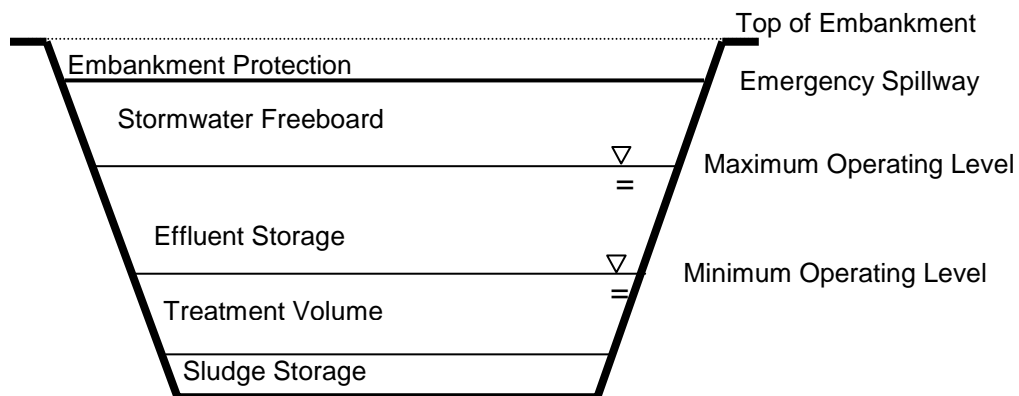 Top of Embankment
Embankment Protection
Emergency Spillway
Stormwater Freeboard
Maximum Operating Level
Effluent Storage
Minimum Operating Level
Treatment Volume
Sludge Storage